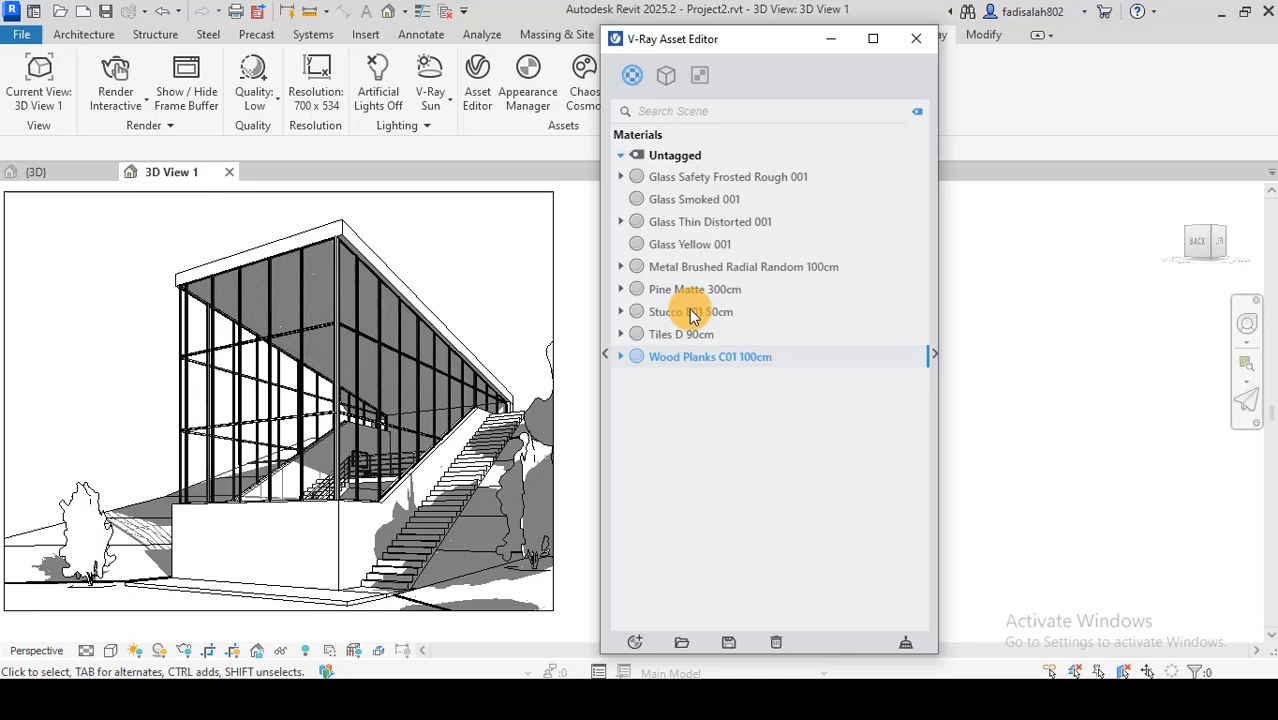 Autodesk Revit 2025.2 - Project2.rvt - 3D View: 3D View 1
fadisalah802
File Architecture Structure Steel Precast Systems Insert Annotate Analyze Massing & Site Modify
Current View:
3D View 1
Render
Interactive
Show / Hide
Frame Buffer
Quality:
Low
Resolution:
700 x 534
Artificial
Lights Off
V-Ray
Sun
Asset
Editor
Appearance
Manager
Chaos
View Render Quality Resolution Lighting Assets
{3D} 3D View 1
V-Ray Asset Editor
Search Scene
Materials
Untagged
Glass Safety Frosted Rough 001
Glass Smoked 001
Glass Thin Distorted 001
Glass Yellow 001
Metal Brushed Radial Random 100cm
Pine Matte 300cm
Stucco 50cm
Tiles D 90cm
Wood Planks C01 100cm
BACK
Activate Windows
Go to Settings to activate Windows.
Perspective
Click to select, TAB for alternates, CTRL adds, SHIFT unselects.
:0
Main Model
:0